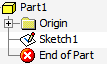 Part1
Origin
Sketch1
End of Part